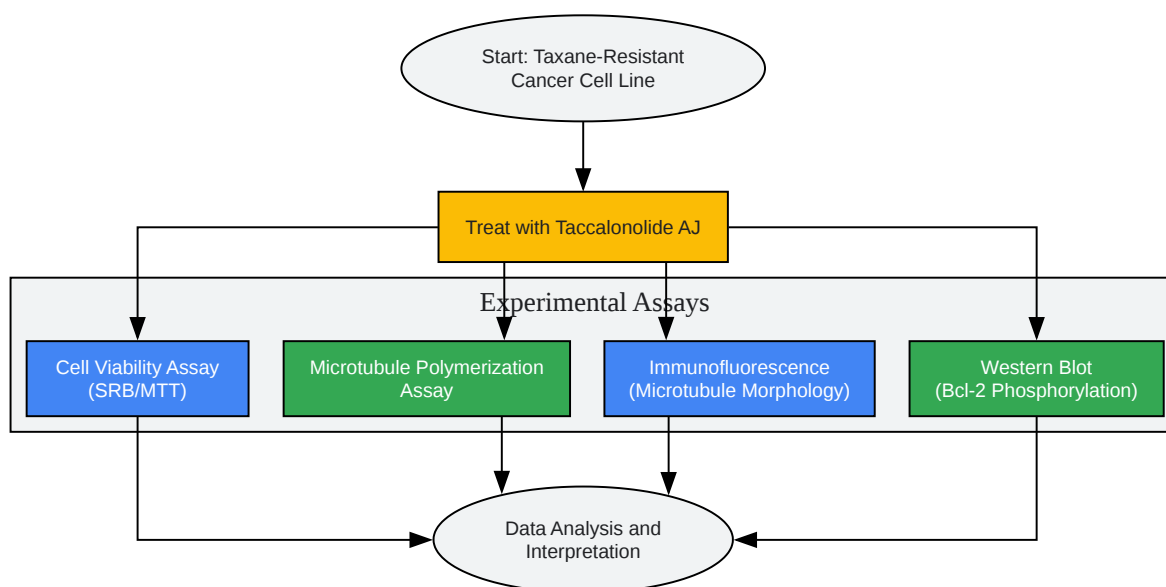 Start: Taxane-Resistant
Cancer Cell Line
Treat with Taccalonolide AJ
Experimental Assays
Cell Viability Assay
(SRB/MTT)
Microtubule Polymerization
Assay
Immunofluorescence
(Microtubule Morphology)
Western Blot
(Bcl-2 Phosphorylation)
Data Analysis and
Interpretation